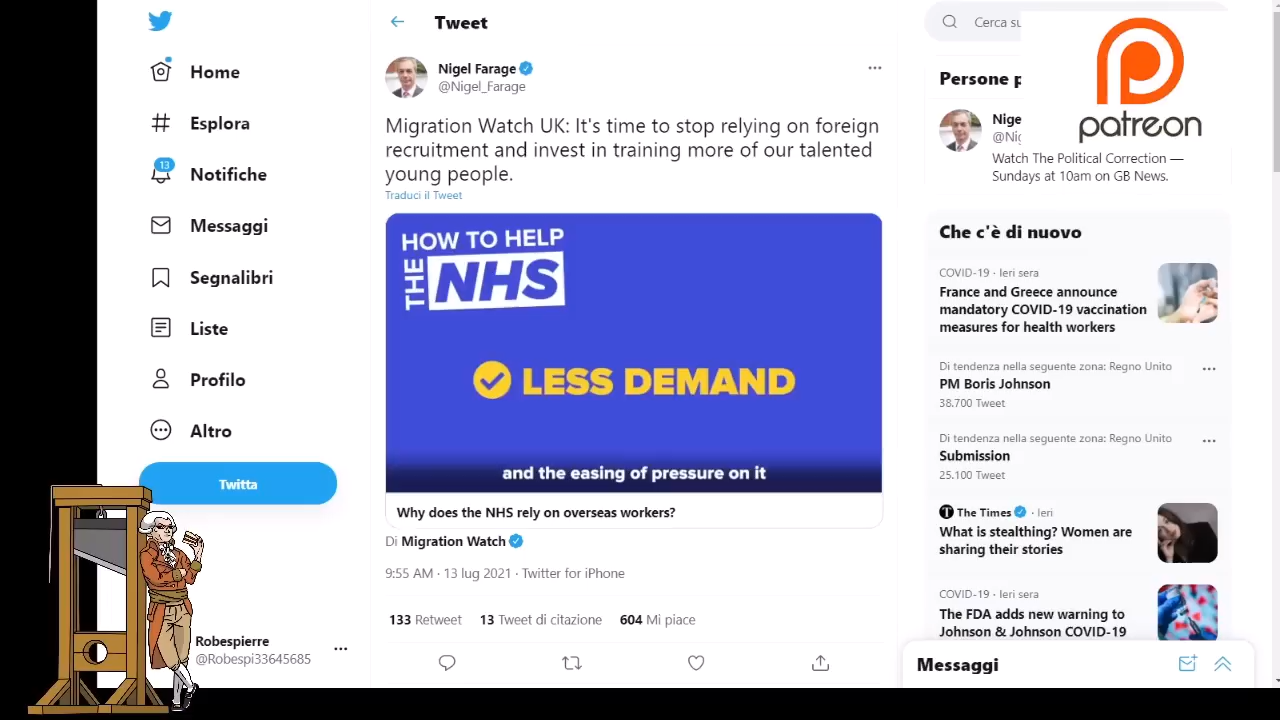 Home
Esplora
13
Notifiche
Messaggi
Segnalibri
Liste
Profilo
Altro
Twitta
Robespierre
@Robespi33645685
Tweet
Nigel Farage
@Nigel_Farage
Migration Watch UK: It's time to stop relying on foreign
recruitment and invest in training more of our talented
young people.
Traduci il Tweet
HOW TO HELP
THE NHS
LESS DEMAND
and the easing of pressure on it
Why does the NHS rely on overseas workers?
Di Migration Watch
9:55 AM · 13 lug 2021 · Twitter for iPhone
133 Retweet 13 Tweet di citazione 604 Mi piace
Cerca su
patreon
Persone p
Nige
@Nig
Watch The Political Correction —
Sundays at 10am on GB News.
Che c'è di nuovo
COVID-19 · Ieri sera
France and Greece announce
mandatory COVID-19 vaccination
measures for health workers
Di tendenza nella seguente zona: Regno Unito
PM Boris Johnson
38.700 Tweet
Di tendenza nella seguente zona: Regno Unito
Submission
25.100 Tweet
The Times · Ieri
What is stealthing? Women are
sharing their stories
COVID-19 · Ieri sera
The FDA adds new warning to
Johnson & Johnson COVID-19
Messaggi